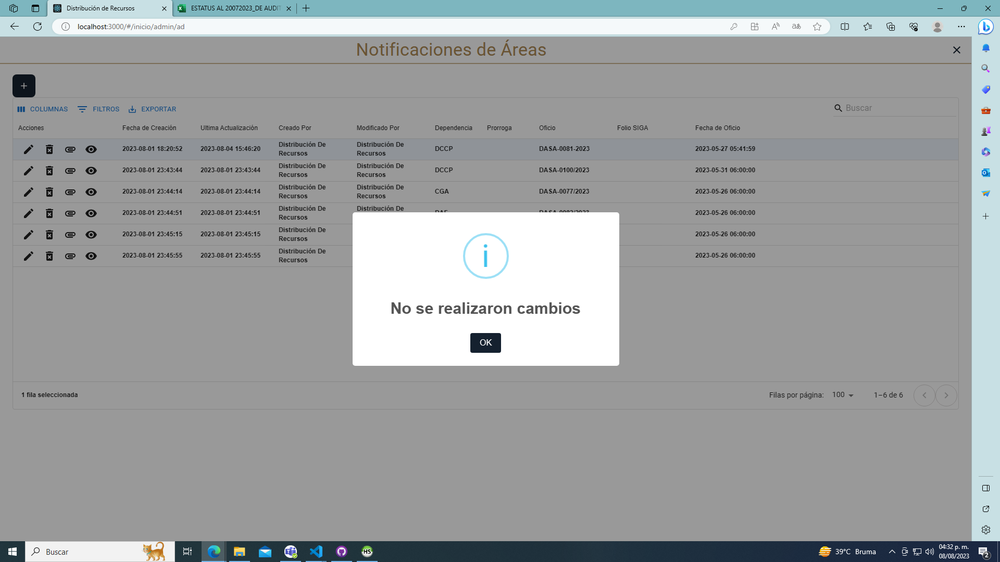 Distribución de Recursos
ESTATUS AL 20072023_DE AUDIT
localhost:3000/#/inicio/admin/ad
Notificaciones de Áreas
COLUMNAS FILTROS EXPORTAR
Buscar
Acciones Fecha de Creación Ultima Actualización Creado Por Modificado Por Dependencia Prorroga Oficio Folio SIGA Fecha de Oficio
2023-08-01 18:20:52 2023-08-04 15:46:20 Distribución De Recursos Distribución De Recursos DCCP DASA-0081-2023 2023-05-27 05:41:59
2023-08-01 23:43:44 2023-08-01 23:43:44 Distribución De Recursos Distribución De Recursos DCCP DASA-0100/2023 2023-05-31 06:00:00
2023-08-01 23:44:14 2023-08-01 23:44:14 Distribución De Recursos Distribución De Recursos CGA DASA-0077/2023 2023-05-26 06:00:00
2023-08-01 23:44:51 2023-08-01 23:44:51 Distribución De Recursos Distribución De 2023-05-26 06:00:00
2023-08-01 23:45:15 2023-08-01 23:45:15 Distribución De Recursos 2023-05-26 06:00:00
2023-08-01 23:45:55 2023-08-01 23:45:55 Distribución De Recursos 2023-05-26 06:00:00
No se realizaron cambios
OK
1 fila seleccionada
Filas por página: 100 1–6 de 6
Buscar
HS
39°C Bruma
04:32 p. m.
08/08/2023
2